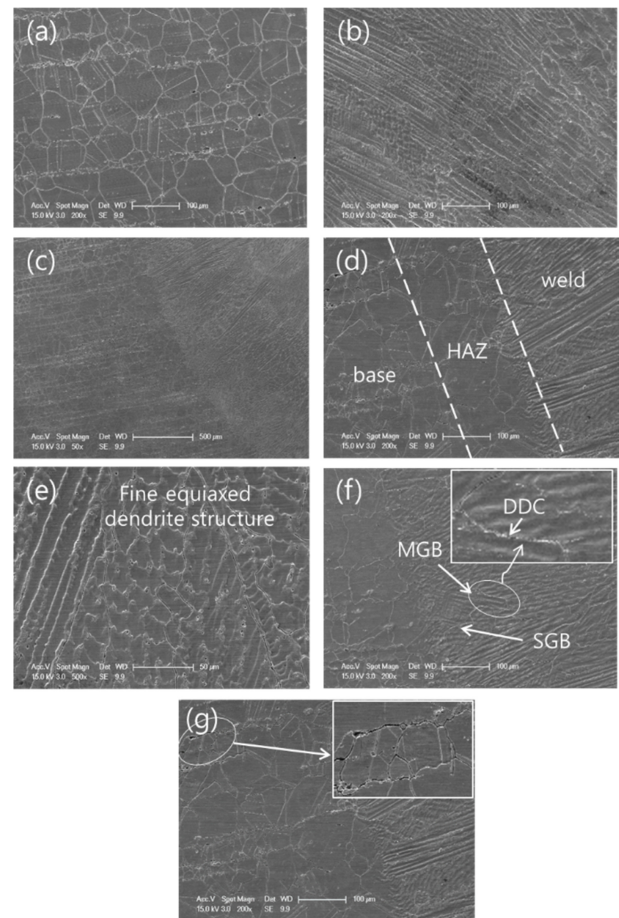 (a)
Acc.V Spot Magn Det WD
15.0 kV 3.0 200x SE 9.9
100 µm
(b)
Acc.V Spot Magn Det WD
15.0 kV 3.0 200x SE 9.9
100 µm
(c)
Acc.V Spot Magn Det WD
15.0 kV 3.0 50x SE 9.9
500 µm
(d)
weld
HAZ
base
Acc.V Spot Magn Det WD
15.0 kV 3.0 200x SE 9.9
100 µm
(e)
Fine equiaxed
dendrite structure
Acc.V Spot Magn Det WD
15.0 kV 3.0 500x SE 9.9
50 µm
(f)
DDC
MGB
SGB
Acc.V Spot Magn Det WD
15.0 kV 3.0 200x SE 9.9
100 µm
(g)
Acc.V Spot Magn Det WD
15.0 kV 3.0 200x SE 9.9
100 µm